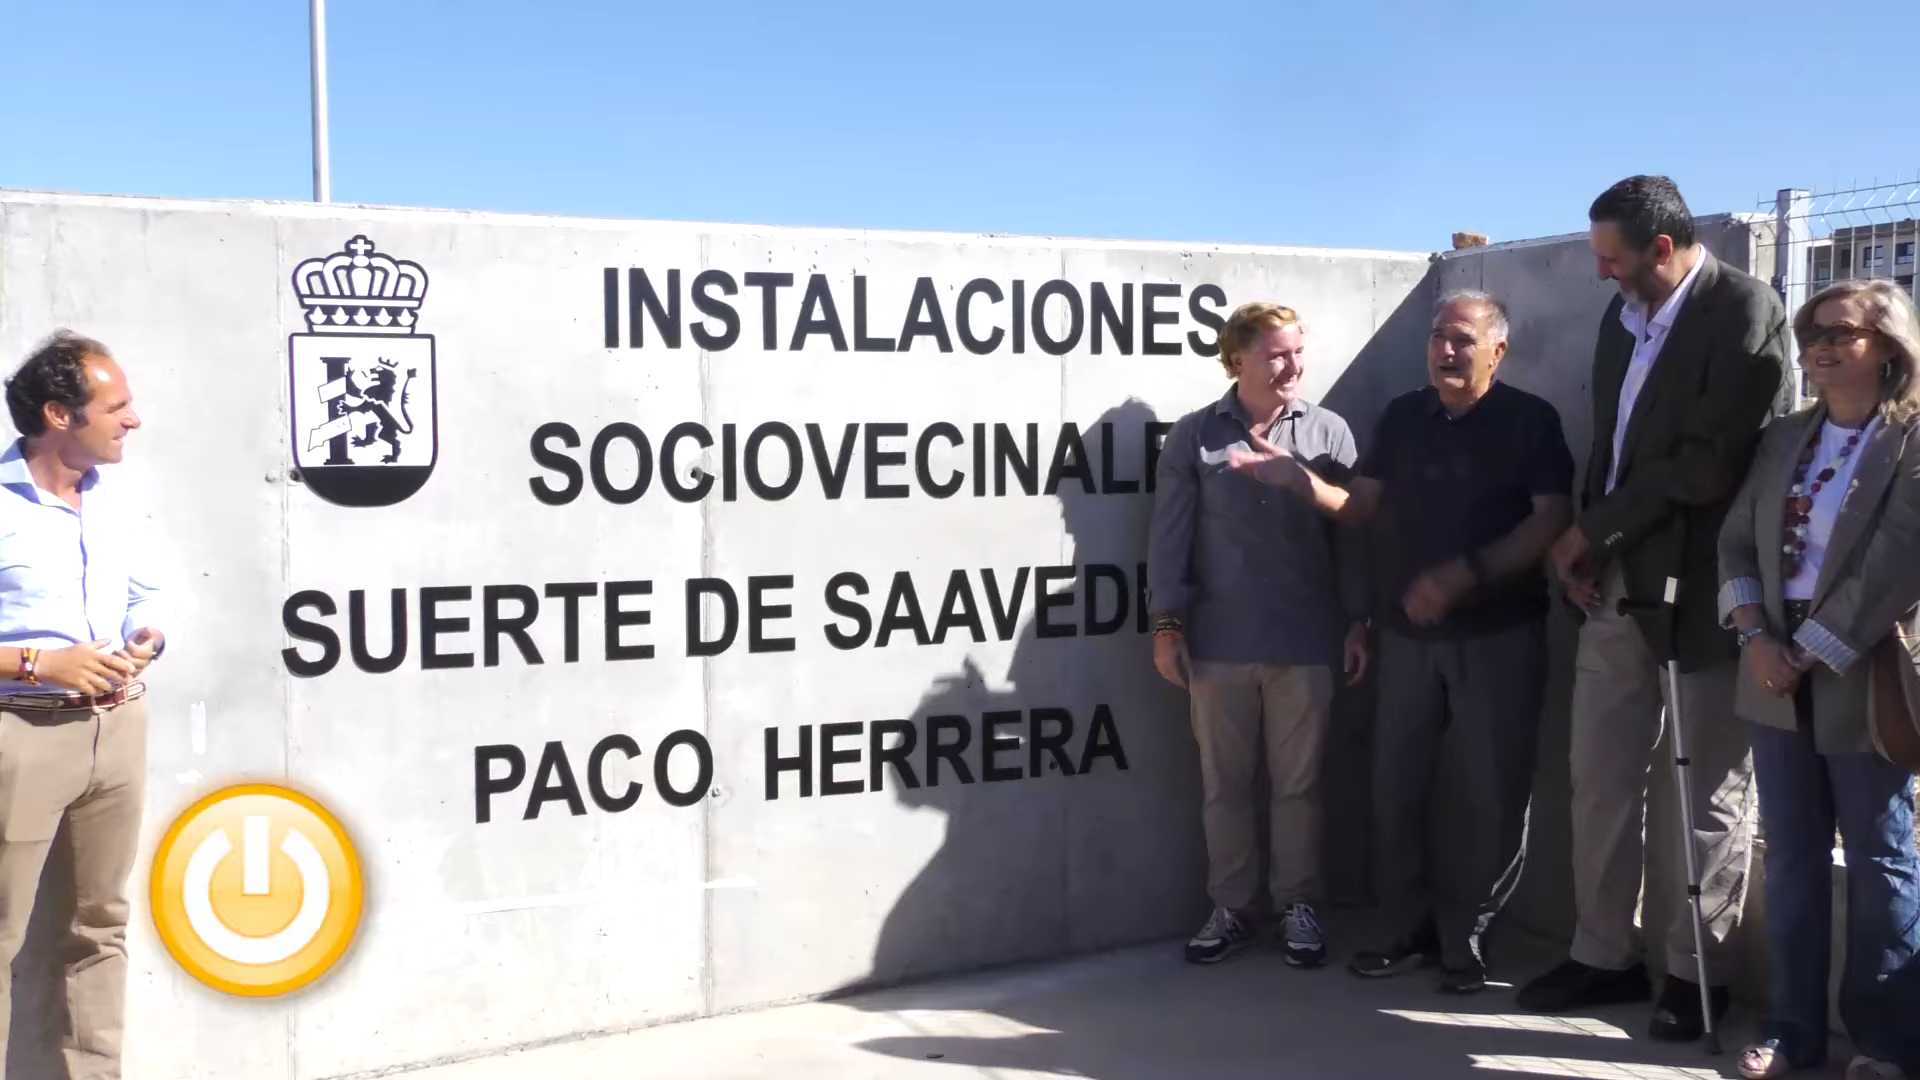 INSTALACIONES
SOCIOVECINALE
SUERTE DE SAAVED
PACO HERRERA